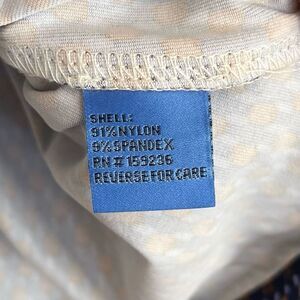 SHELL:
91% NYLON
9% SPANDEX
RN # 159236
REVERSE FOR CARE